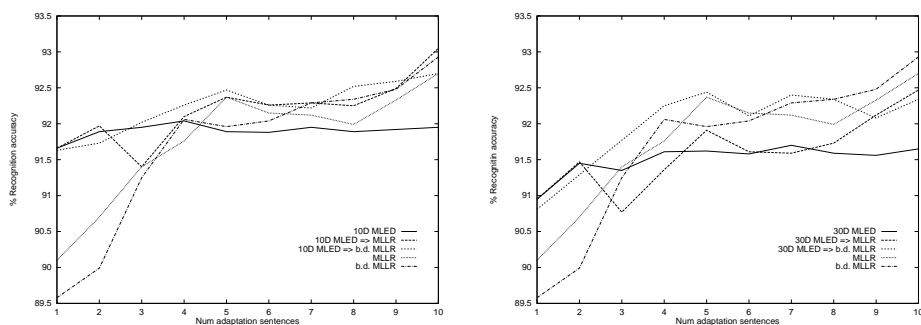 93.5
93
92.5
92
91.5
91
90.5
90
89.5
% Recognition accuracy
1 2 3 4 5 6 7 8 9 10
Num adaptation sentences
10D MLED
10D MLED => MLLR
10D MLED => b.d. MLLR
MLLR
b.d. MLLR
93.5
93
92.5
92
91.5
91
90.5
90
89.5
% Recognitin accuracy
1 2 3 4 5 6 7 8 9 10
Num adaptation sentences
30D MLED
30D MLED => MLLR
30D MLED => b.d. MLLR
MLLR
b.d. MLLR